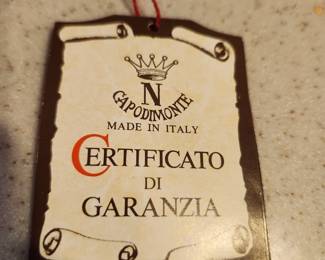 N
CAPODIMONTE
MADE IN ITALY
CERTIFICATO
DI
GARANZIA